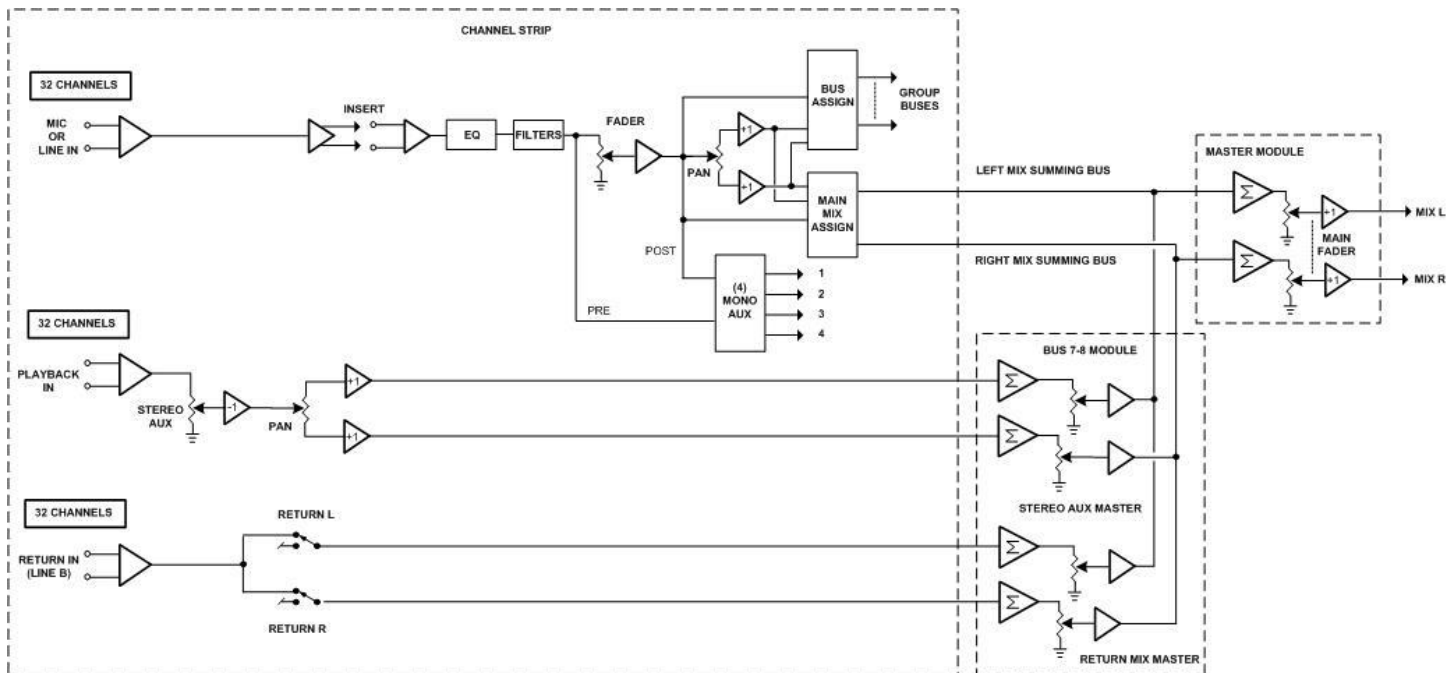 CHANNEL STRIP
32 CHANNELS
MIC
OR
LINE IN
INSERT
EQ
FILTERS
FADER
PAN
+1
+1
BUS
ASSIGN
GROUP
BUSES
MAIN
MIX
ASSIGN
POST
PRE
(4)
MONO
AUX
1
2
3
4
LEFT MIX SUMMING BUS
RIGHT MIX SUMMING BUS
MASTER MODULE
Σ
Σ
+1
+1
MAIN
FADER
MIX L
MIX R
32 CHANNELS
PLAYBACK
IN
STEREO
AUX
-1
PAN
+1
+1
BUS 7-8 MODULE
Σ
Σ
STEREO AUX MASTER
32 CHANNELS
RETURN IN
(LINE B)
RETURN L
RETURN R
Σ
Σ
RETURN MIX MASTER